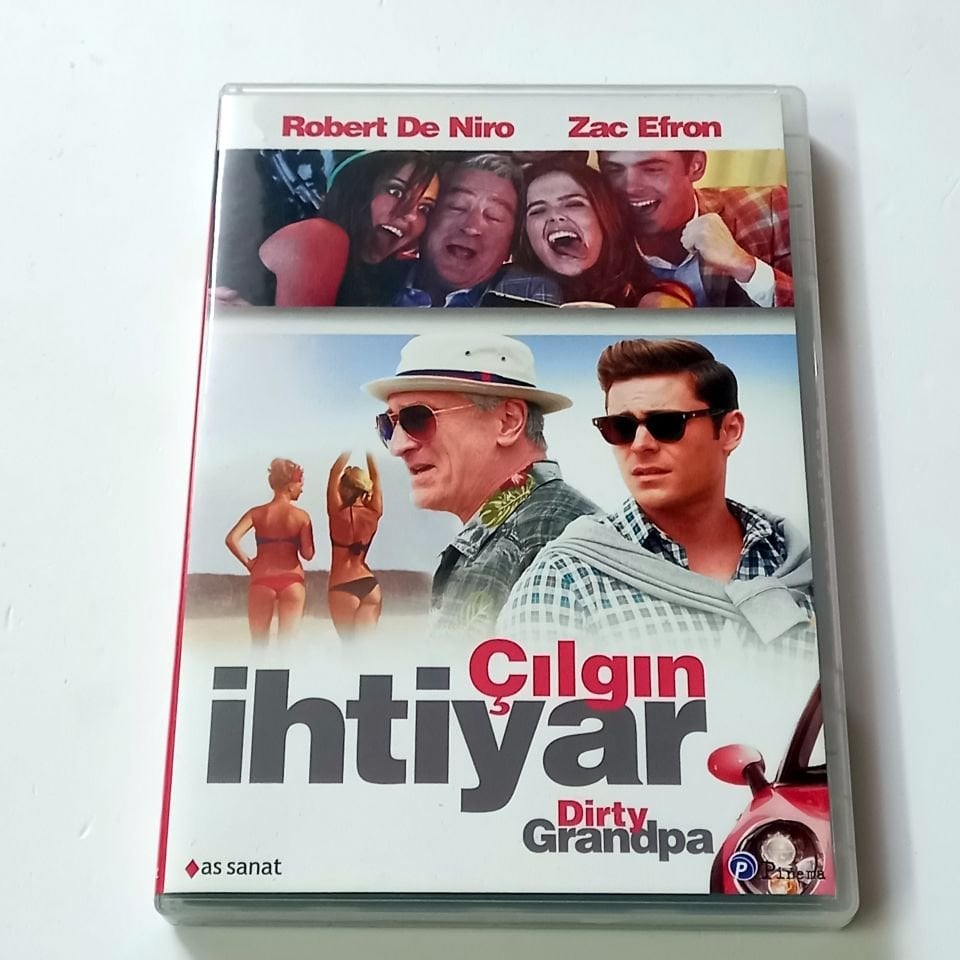 Robert De Niro Zac Efron
Çılgın
ihtiyar
Dirty
Grandpa
as sanat
P Pinema